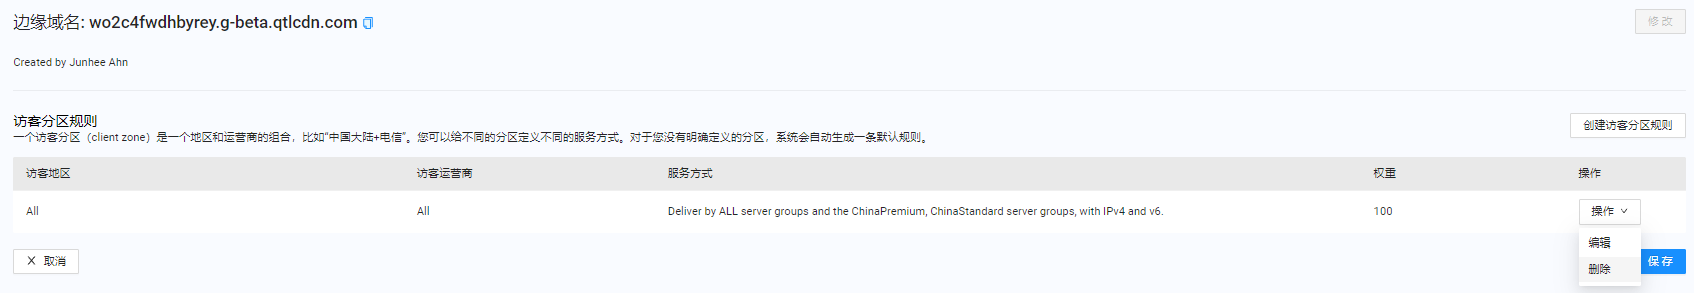 边缘域名: wo2c4fwdhbyrey.g-beta.qtlcdn.com
修 改
Created by Junhee Ahn
访客分区规则
一个访客分区（client zone）是一个地区和运营商的组合，比如“中国大陆+电信”。您可以给不同的分区定义不同的服务方式。对于您没有明确定义的分区，系统会自动生成一条默认规则。
创建访客分区规则
访客地区 访客运营商 服务方式 权重 操作
All All Deliver by ALL server groups and the ChinaPremium, ChinaStandard server groups, with IPv4 and v6. 100 操作
编辑
删除
取消
保 存